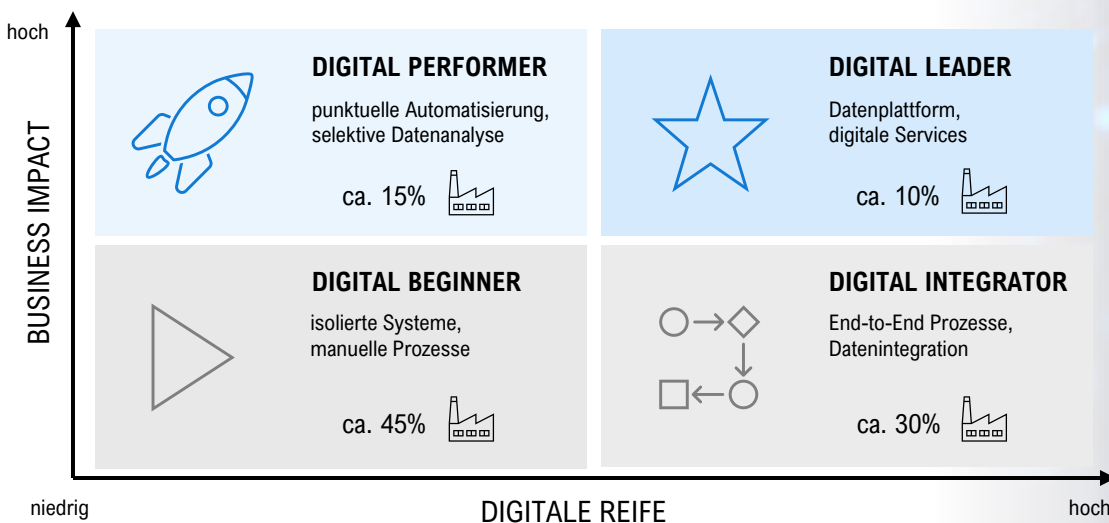 hoch
BUSINESS IMPACT
DIGITAL PERFORMER
punktuelle Automatisierung,
selektive Datenanalyse
ca. 15%
DIGITAL LEADER
Datenplattform,
digitale Services
ca. 10%
DIGITAL BEGINNER
isolierte Systeme,
manuelle Prozesse
ca. 45%
DIGITAL INTEGRATOR
End-to-End Prozesse,
Datenintegration
ca. 30%
niedrig
DIGITALE REIFE
hoch